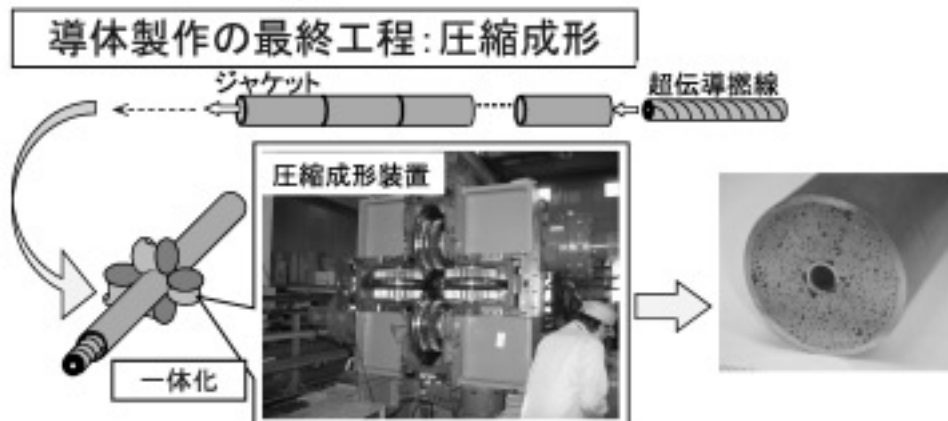 導体製作の最終工程：圧縮成形
ジャケット
超伝導撚線
圧縮成形装置
一体化